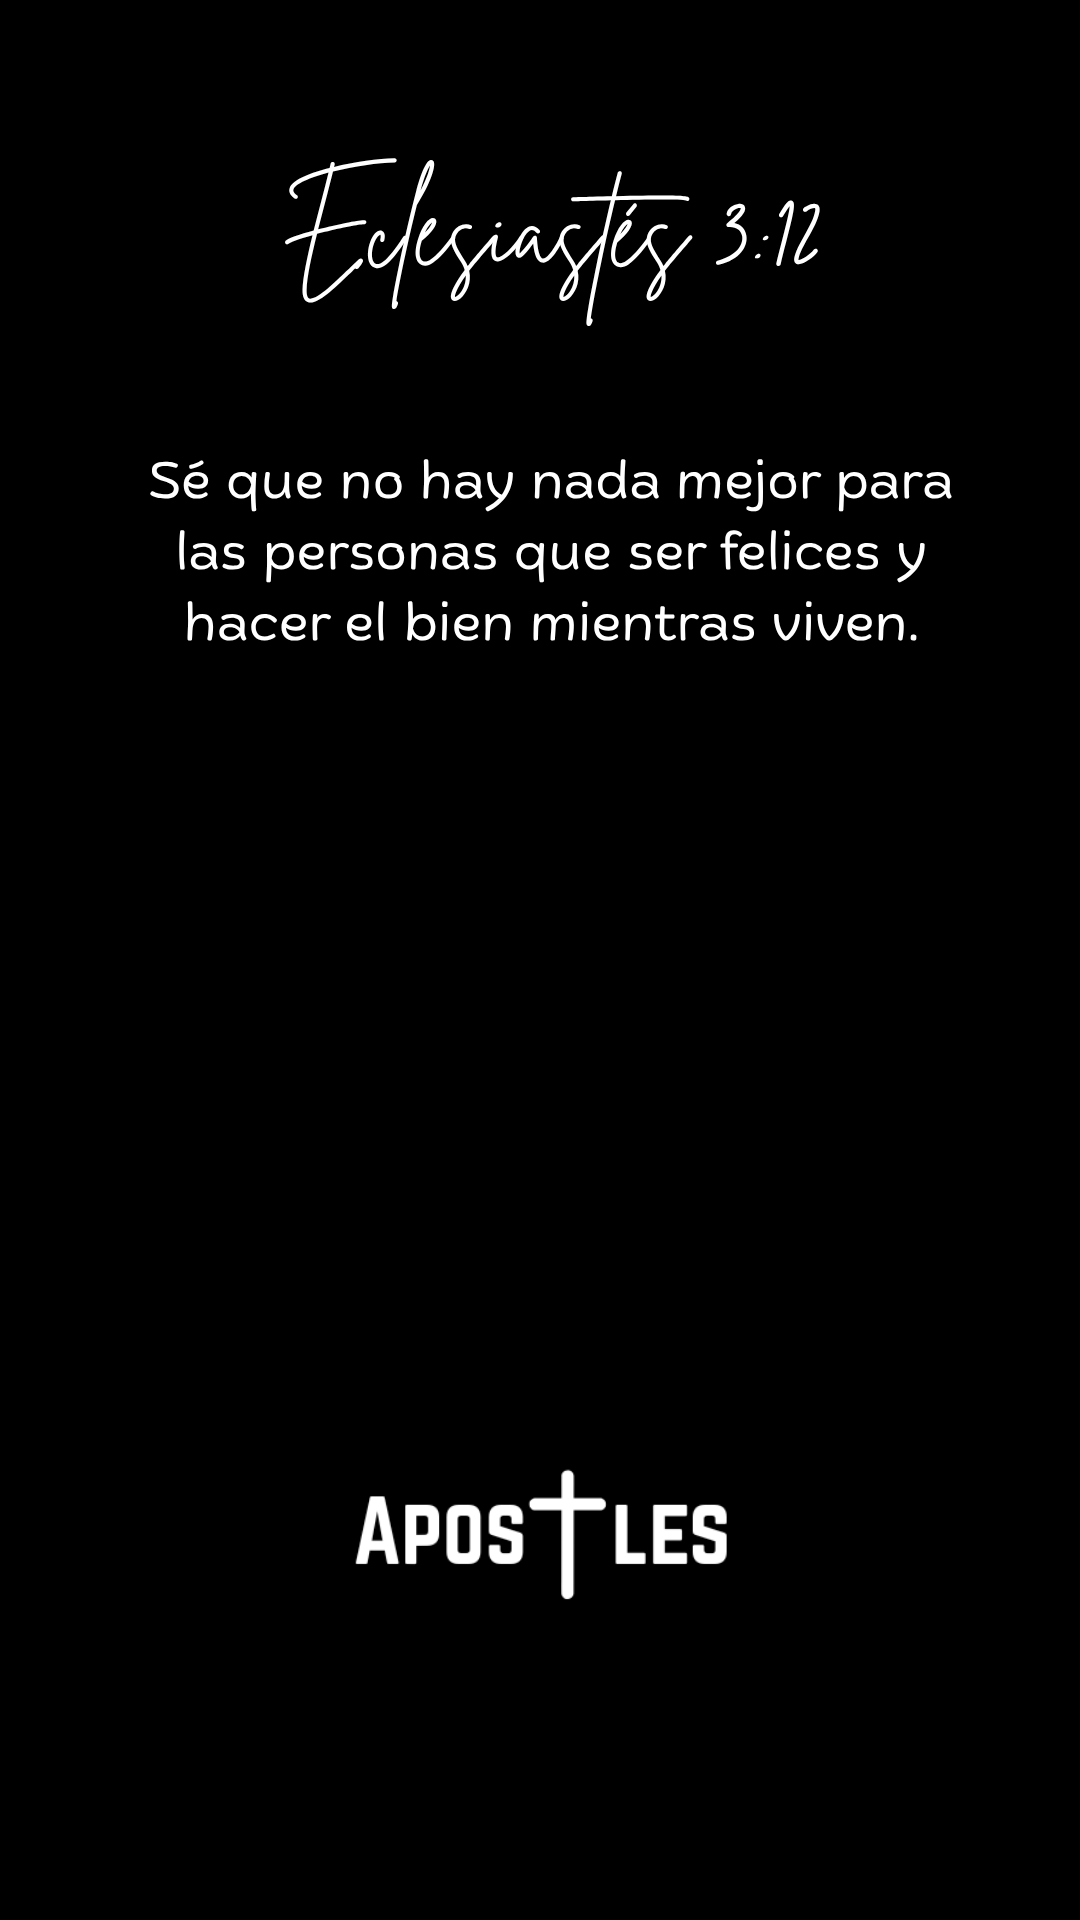 Eclesiastés 3:12
Sé que no hay nada mejor para
las personas que ser felices y
hacer el bien mientras viven.
APOSTLES